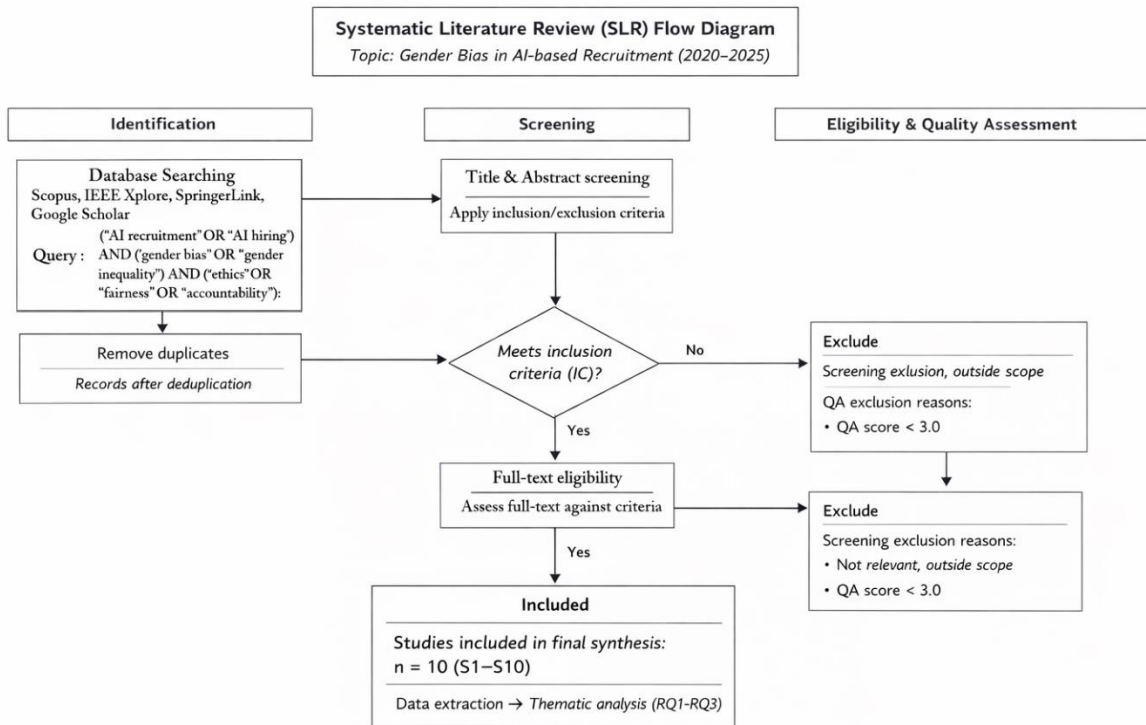 Systematic Literature Review (SLR) Flow Diagram
Topic: Gender Bias in AI-based Recruitment (2020–2025)
Identification
Screening
Eligibility & Quality Assessment
Database Searching
Scopus, IEEE Xplore, SpringerLink,
Google Scholar
("AI recruitment" OR "AI hiring")
Query : AND ("gender bias" OR "gender
inequality") AND ("ethics" OR
"fairness" OR "accountability"):
Title & Abstract screening
Apply inclusion/exclusion criteria
Remove duplicates
Records after deduplication
Meets inclusion
criteria (IC)?
No
Yes
Exclude
Screening exlusion, outside scope
QA exclusion reasons:
• QA score < 3.0
Full-text eligibility
Assess full-text against criteria
Yes
Exclude
Screening exclusion reasons:
• Not relevant, outside scope
• QA score < 3.0
Included
Studies included in final synthesis:
n = 10 (S1–S10)
Data extraction → Thematic analysis (RQ1-RQ3)